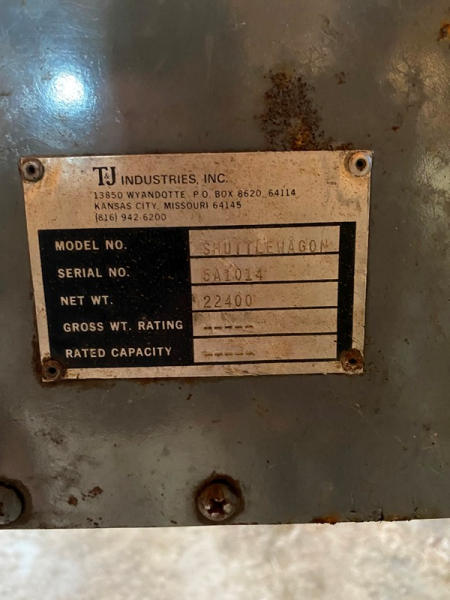 T&J INDUSTRIES, INC.
13850 WYANDOTTE P.O. BOX 8620 64114
KANSAS CITY, MISSOURI 64145
(816) 942-6200
MODEL NO. SHUTTLEWAGON
SERIAL NO. SA1014
NET WT. 22400
GROSS WT. RATING -----
RATED CAPACITY -----